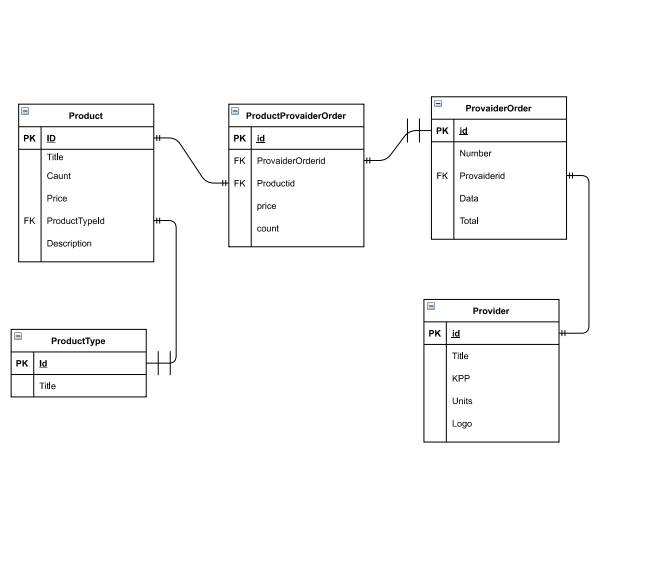 Product
PK ID
Title
Caunt
Price
FK ProductTypeId
Description
ProductProvaiderOrder
PK id
FK ProvaiderOrderid
FK Productid
price
count
ProvaiderOrder
PK id
Number
FK Provaiderid
Data
Total
ProductType
PK Id
Title
Provider
PK id
Title
KPP
Units
Logo